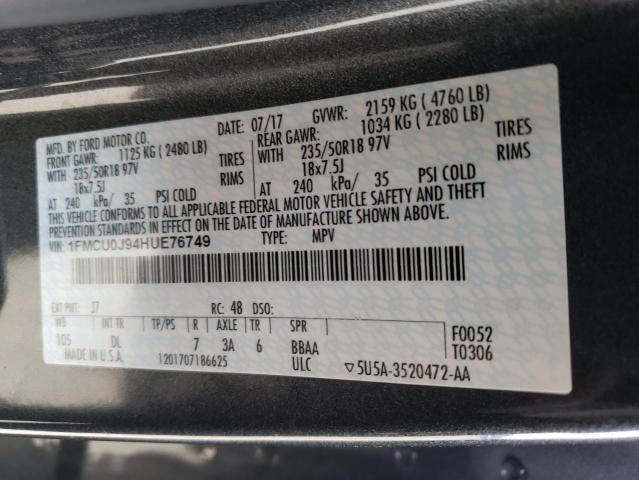 MFD. BY FORD MOTOR CO.
DATE: 07/17 GVWR: 2159 KG ( 4760 LB)
FRONT GAWR: 1125 KG ( 2480 LB) REAR GAWR: 1034 KG ( 2280 LB)
WITH 235/50R18 97V TIRES WITH 235/50R18 97V TIRES
18x7.5J RIMS 18x7.5J RIMS
AT 240 kPa/ 35 PSI COLD AT 240 kPa/ 35 PSI COLD
THIS VEHICLE CONFORMS TO ALL APPLICABLE FEDERAL MOTOR VEHICLE SAFETY AND THEFT
PREVENTION STANDARDS IN EFFECT ON THE DATE OF MANUFACTURE SHOWN ABOVE.
VIN: 1FMCU0J94HUE76749 TYPE: MPV
EXT PNT: J7 RC: 48 DSO:
WB INT TR TP/PS R AXLE TR SPR
105 DL 7 3A 6 BBAA
F0052
T0306
MADE IN U.S.A. 1201707186625 ULC ▽5U5A-3520472-AA